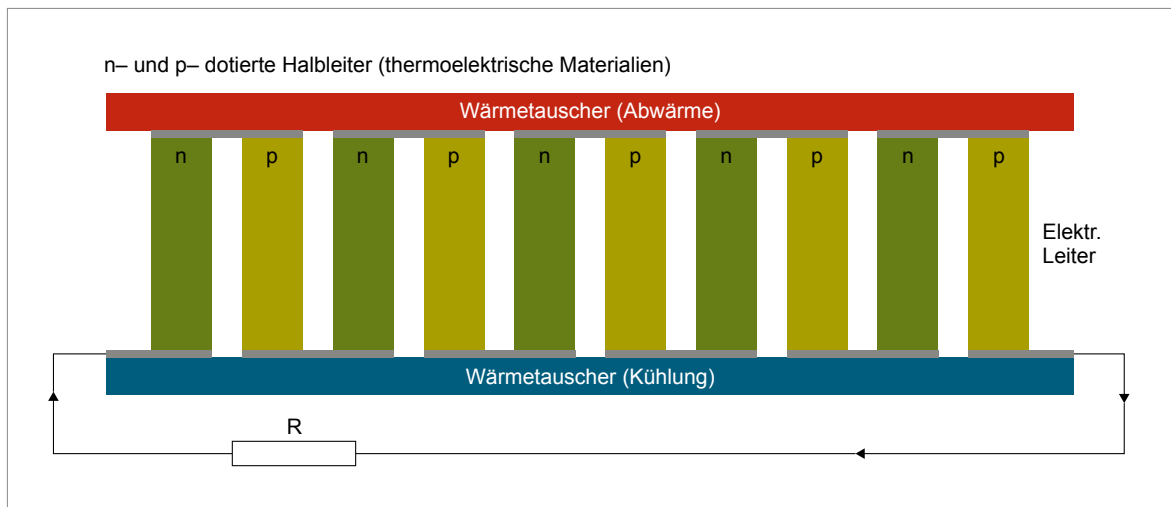 n– und p– dotierte Halbleiter (thermoelektrische Materialien)
Wärmetauscher (Abwärme)
n p n p n p n p n p
Elektr.
Leiter
Wärmetauscher (Kühlung)
R